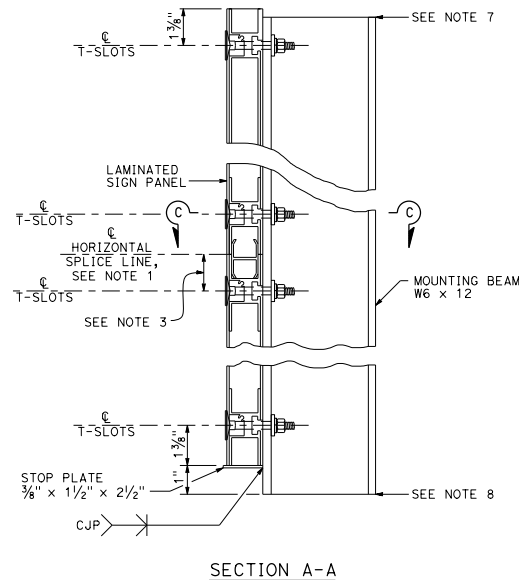 SEE NOTE 7
1 3/8"
℄
T-SLOTS
LAMINATED
SIGN PANEL
℄
T-SLOTS
C
C
℄
HORIZONTAL
SPLICE LINE,
SEE NOTE 1
℄
T-SLOTS
MOUNTING BEAM
W6 x 12
SEE NOTE 3
℄
T-SLOTS
1 3/8"
1"
STOP PLATE
3/8" x 1 1/2" x 2 1/2"
SEE NOTE 8
CJP
SECTION A-A